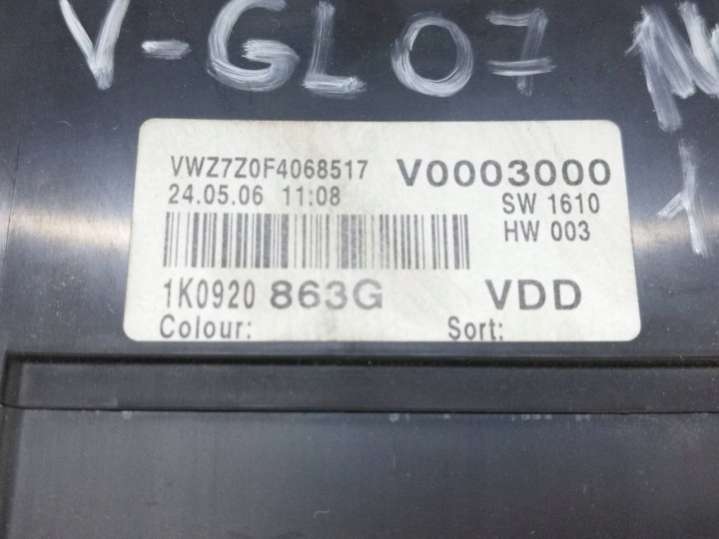 V-GL07
VWZ7Z0F4068517 V0003000
24.05.06 11:08 SW 1610
HW 003
1K0920 863G VDD
Colour: Sort: